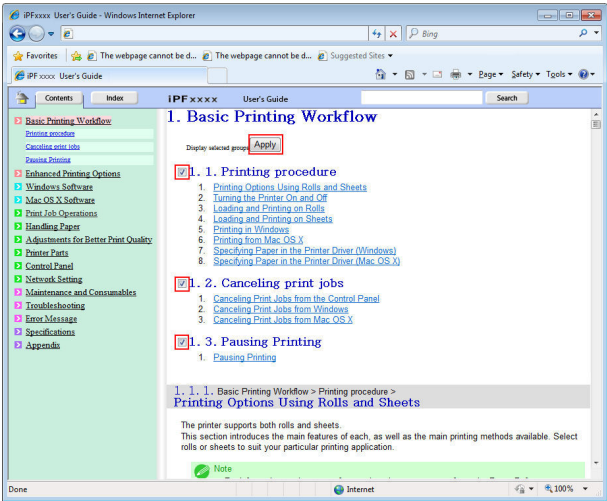 iPFxxxx User's Guide - Windows Internet Explorer
Bing
Favorites The webpage cannot be d... The webpage cannot be d... Suggested Sites
iPF xxxx User's Guide
Page Safety Tools
Contents Index iPFxxxx User's Guide Search
Basic Printing Workflow
Printing procedure
Canceling print jobs
Pausing Printing
Enhanced Printing Options
Windows Software
Mac OS X Software
Print Job Operations
Handling Paper
Adjustments for Better Print Quality
Printer Parts
Control Panel
Network Setting
Maintenance and Consumables
Troubleshooting
Error Message
Specifications
Appendix
1. Basic Printing Workflow
Display selected groups Apply
1. 1. Printing procedure
1. Printing Options Using Rolls and Sheets
2. Turning the Printer On and Off
3. Loading and Printing on Rolls
4. Loading and Printing on Sheets
5. Printing in Windows
6. Printing from Mac OS X
7. Specifying Paper in the Printer Driver (Windows)
8. Specifying Paper in the Printer Driver (Mac OS X)
1. 2. Canceling print jobs
1. Canceling Print Jobs from the Control Panel
2. Canceling Print Jobs from Windows
3. Canceling Print Jobs from Mac OS X
1. 3. Pausing Printing
1. Pausing Printing
1. 1. 1. Basic Printing Workflow > Printing procedure >
Printing Options Using Rolls and Sheets
The printer supports both rolls and sheets.
This section introduces the main features of each, as well as the main printing methods available. Select
rolls or sheets to suit your particular printing application.
Note
Done Internet 100%